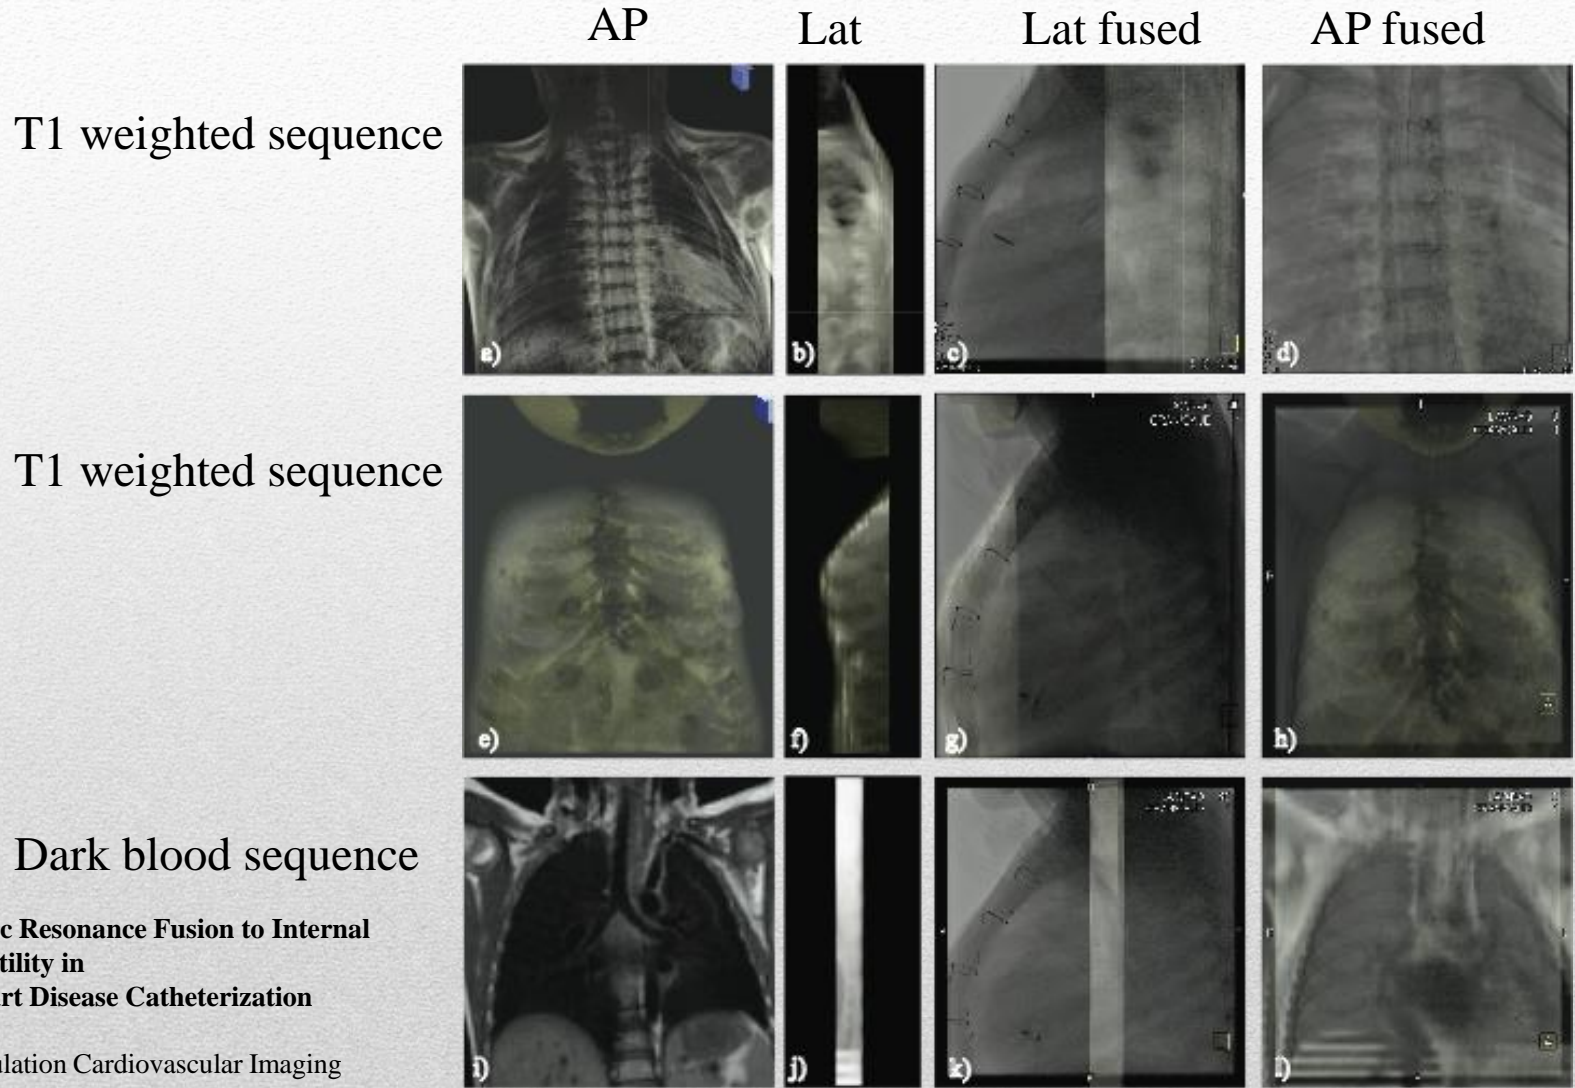 AP Lat Lat fused AP fused
T1 weighted sequence
a) b) c) d)
T1 weighted sequence
e) f) g) h)
Dark blood sequence
c Resonance Fusion to Internal
tility in
rt Disease Catheterization
ulation Cardiovascular Imaging
i) j) k) l)